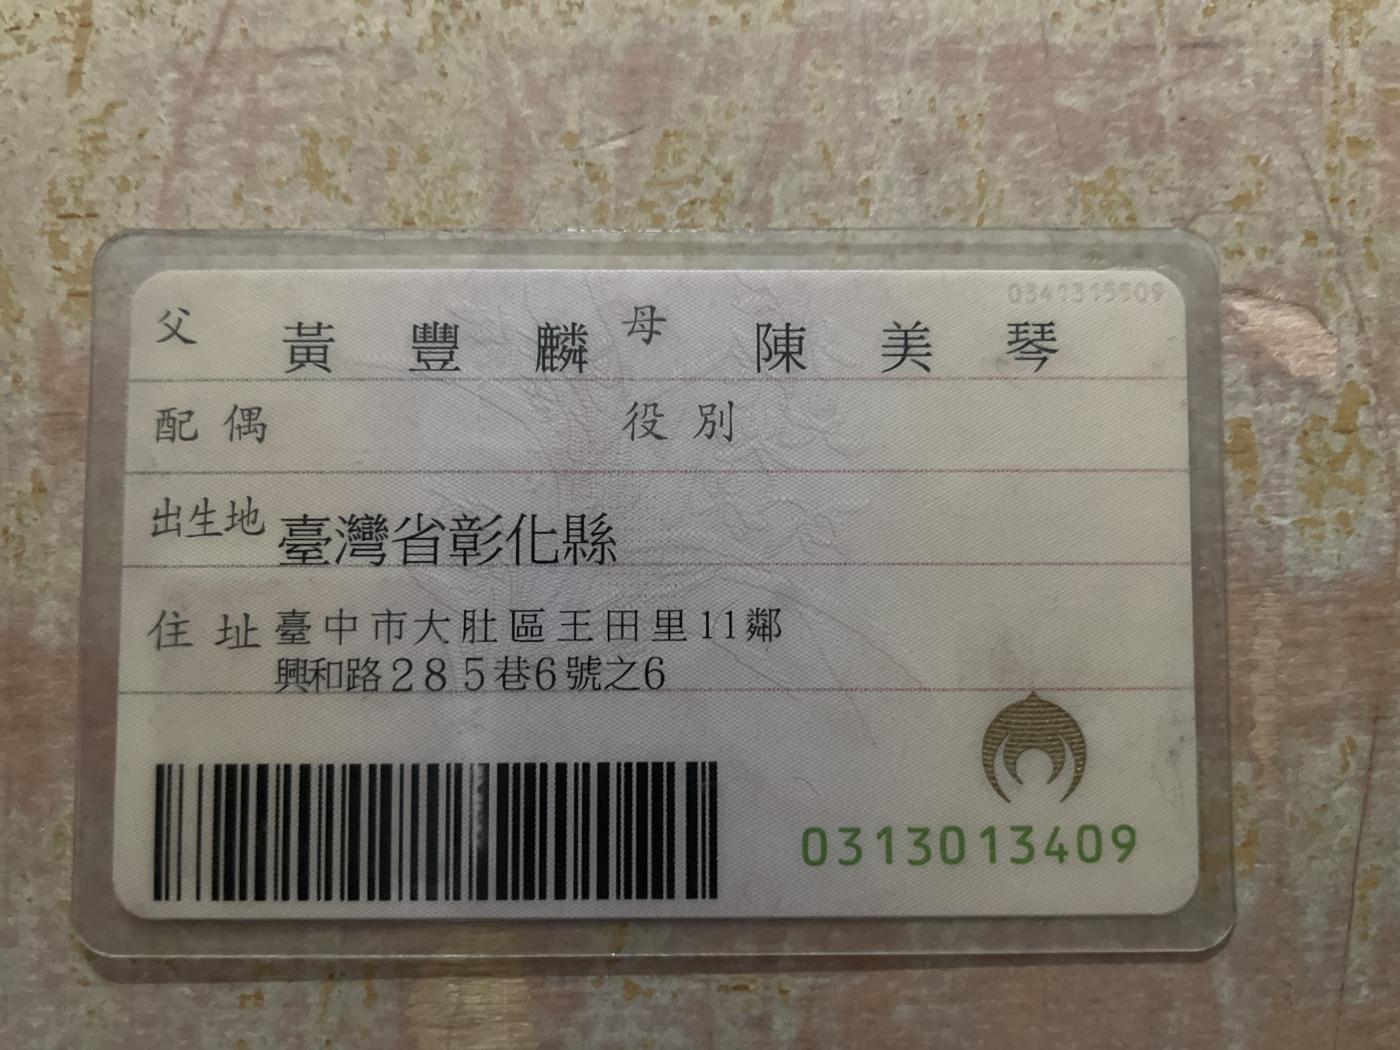 父 黃豐麟 母 陳美琴
配偶 役別
出生地 臺灣省彰化縣
住址 臺中市大肚區王田里11鄰
興和路285巷6號之6
0313013409